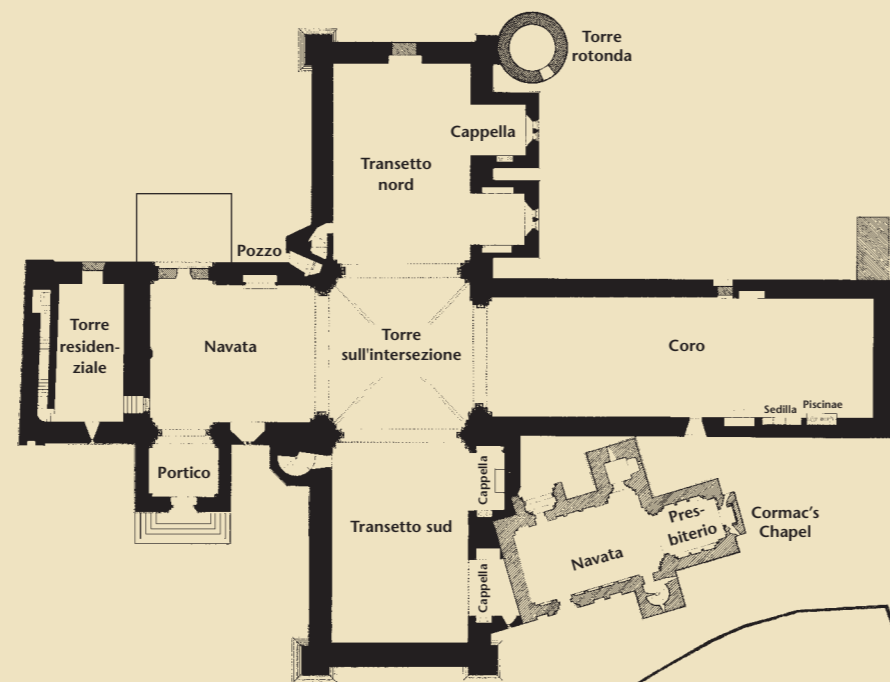 Torre
rotonda
Cappella
Transetto
nord
Pozzo
Torre
residen-
ziale
Navata
Torre
sull'intersezione
Coro
Sedilla
Piscinae
Portico
Cappella
Transetto sud
Cappella
Navata
Pres-
biterio
Cormac's
Chapel